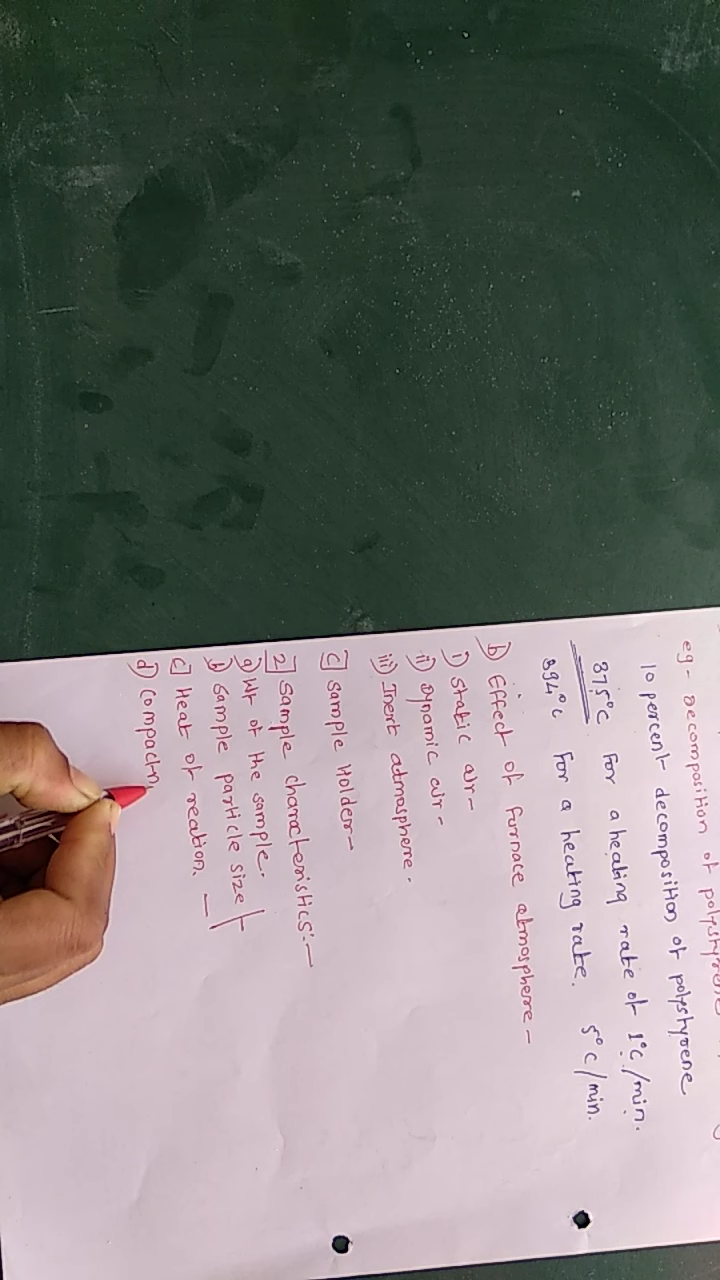 eg- decomposition of polystyrene
10 percent decomposition of polystyrene
375°C for a heating rate of 1°C/min.
394°C for a heating rate. 5°C/min.
b) Effect of furnace atmosphere -
i) Static air-
ii) Dynamic air-
iii) Inert atmosphere.
c] Sample Holder-
2] Sample characteristics:-
a) Wt of the sample.
b) Sample particle size
c] Heat of reation.
d) Compactn